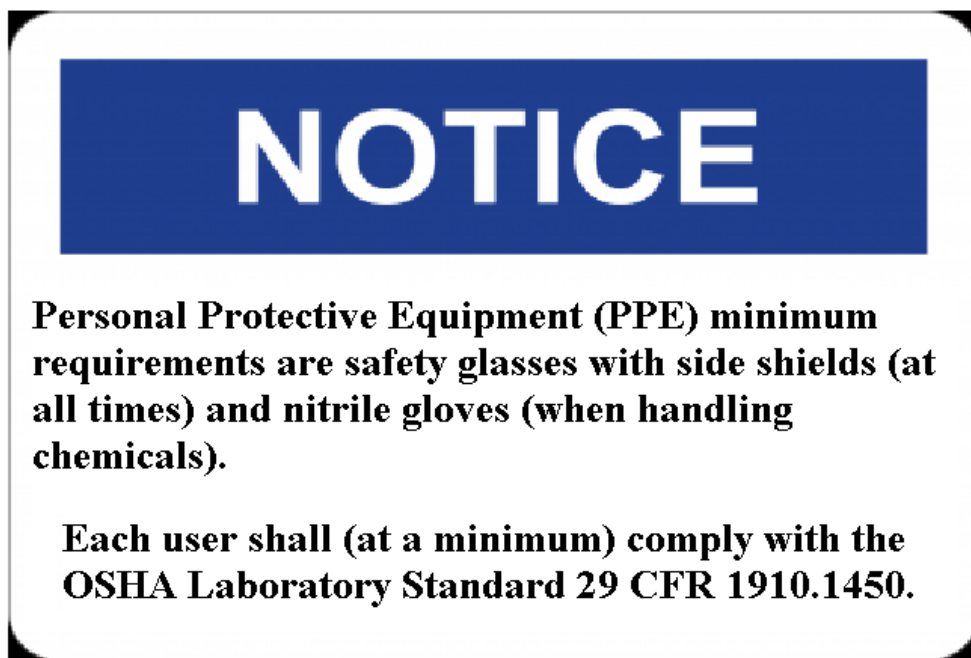 NOTICE
Personal Protective Equipment (PPE) minimum
requirements are safety glasses with side shields (at
all times) and nitrile gloves (when handling
chemicals).
Each user shall (at a minimum) comply with the
OSHA Laboratory Standard 29 CFR 1910.1450.